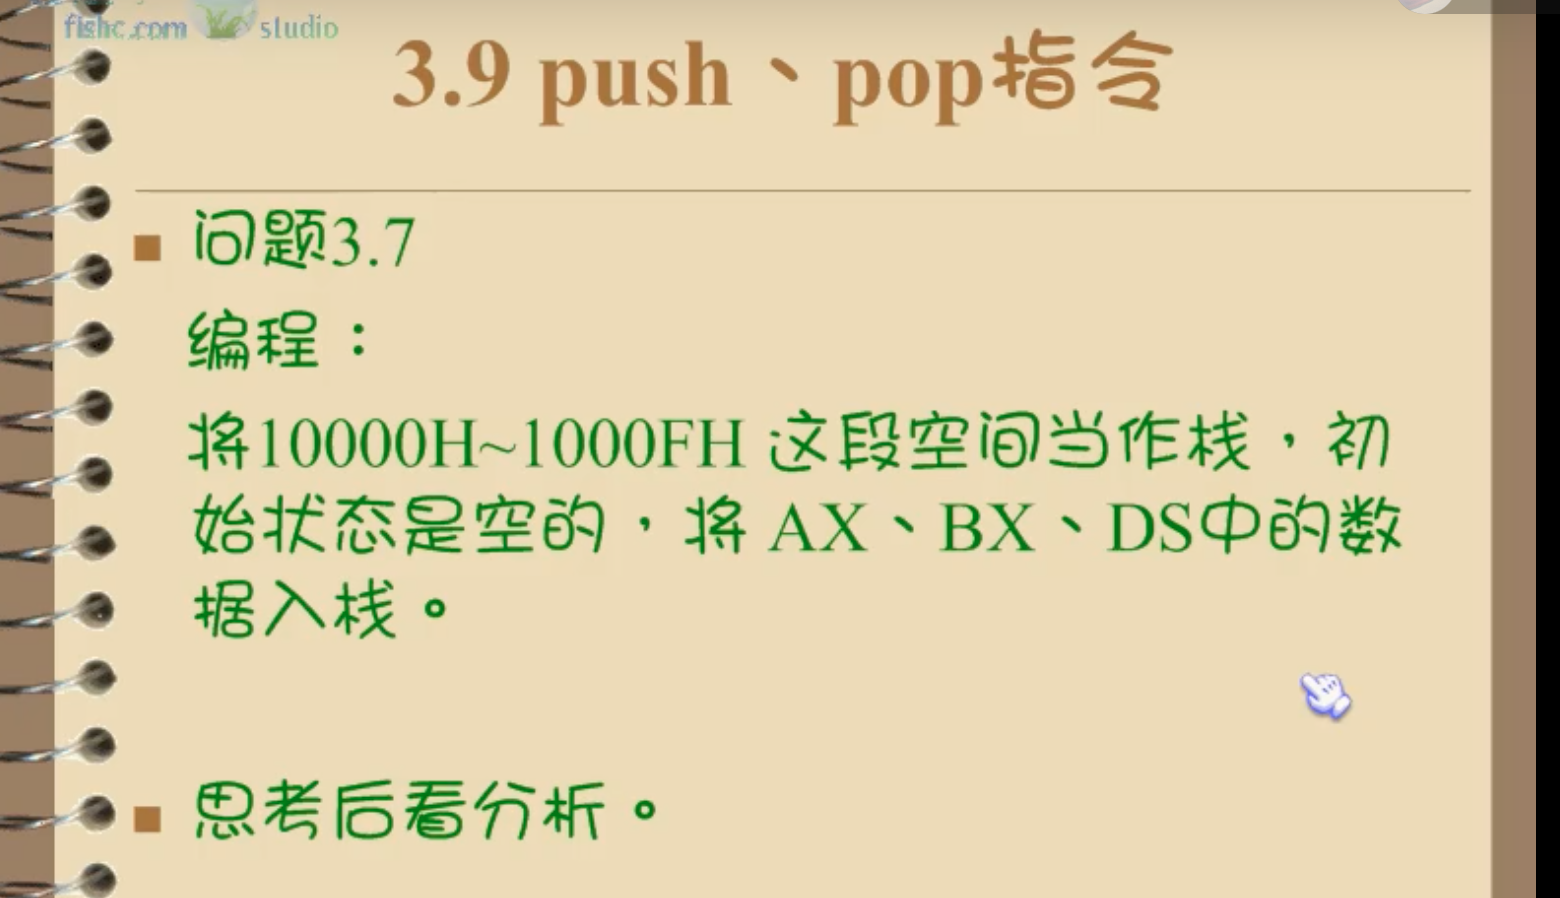 fishc.com studio
3.9 push、pop指令
问题3.7
编程：
将10000H~1000FH 这段空间当作栈，初
始状态是空的，将 AX、BX、DS中的数
据入栈。
思考后看分析。